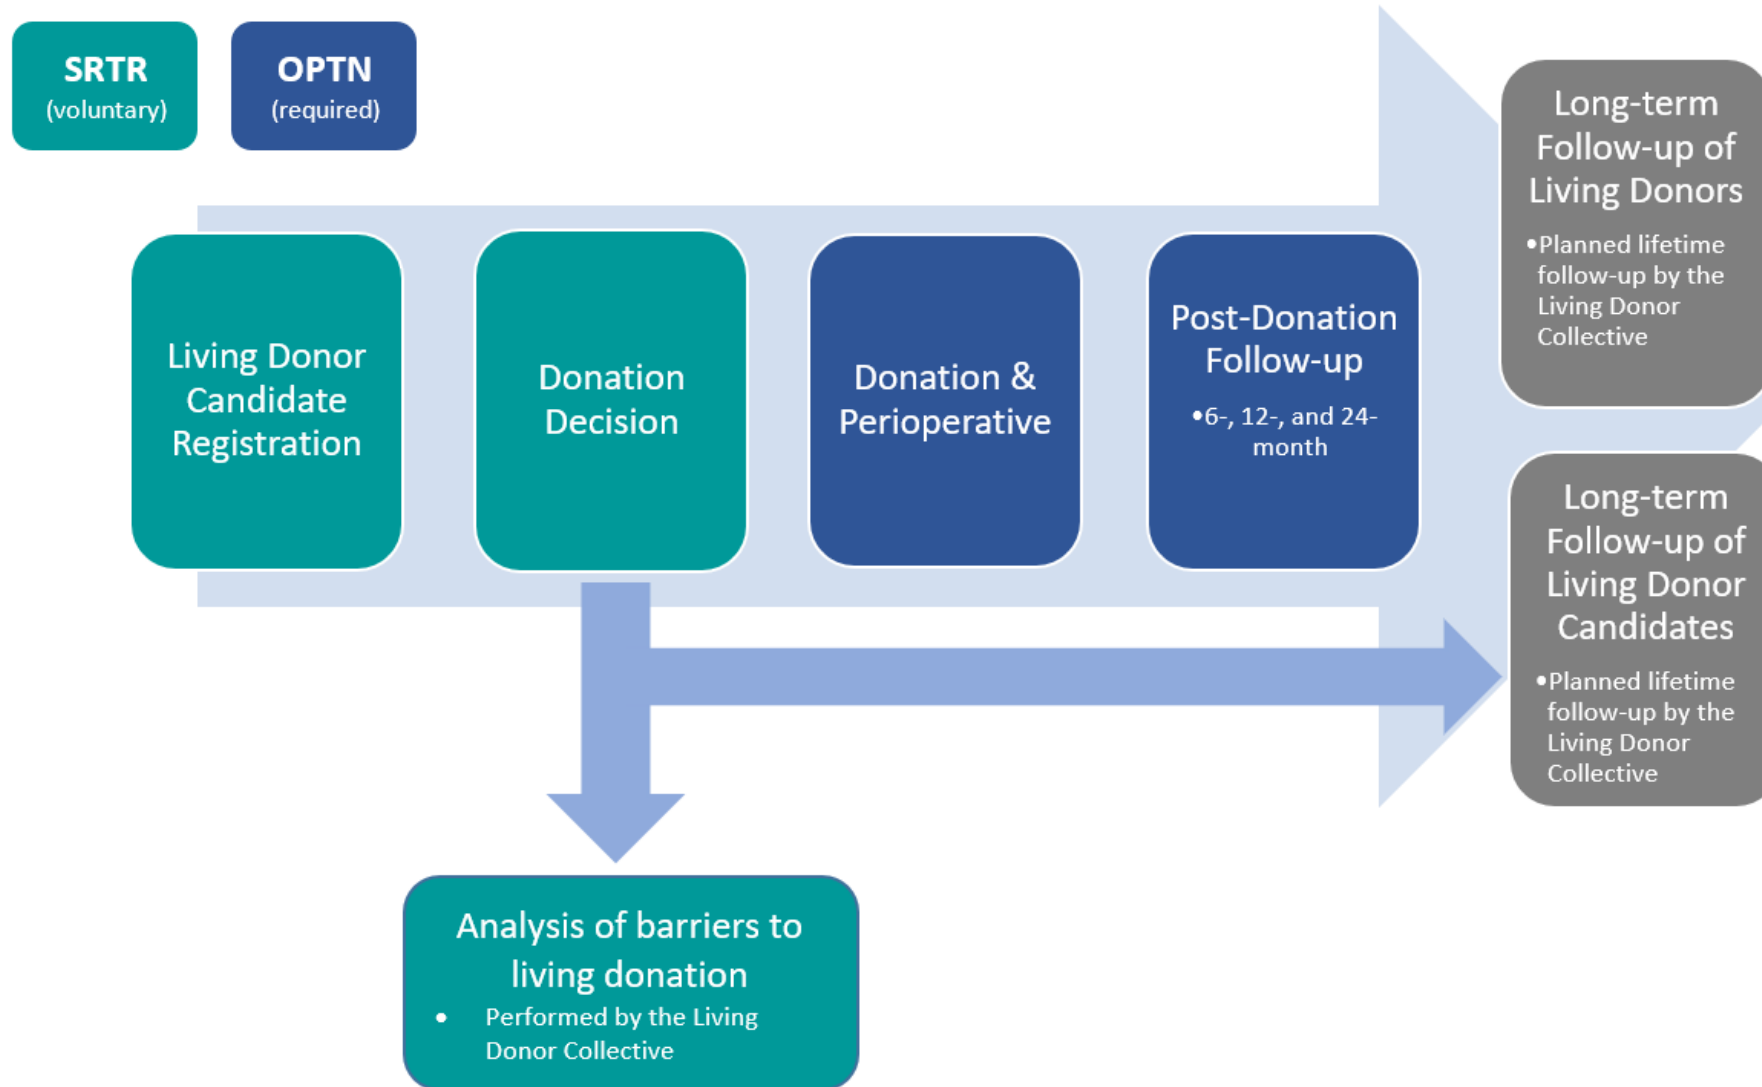 SRTR
(voluntary)
OPTN
(required)
Living Donor
Candidate
Registration
Donation
Decision
Donation &
Perioperative
Post-Donation
Follow-up
•6-, 12-, and 24-
month
Long-term
Follow-up of
Living Donors
•Planned lifetime
follow-up by the
Living Donor
Collective
Long-term
Follow-up of
Living Donor
Candidates
•Planned lifetime
follow-up by the
Living Donor
Collective
Analysis of barriers to
living donation
• Performed by the Living
Donor Collective